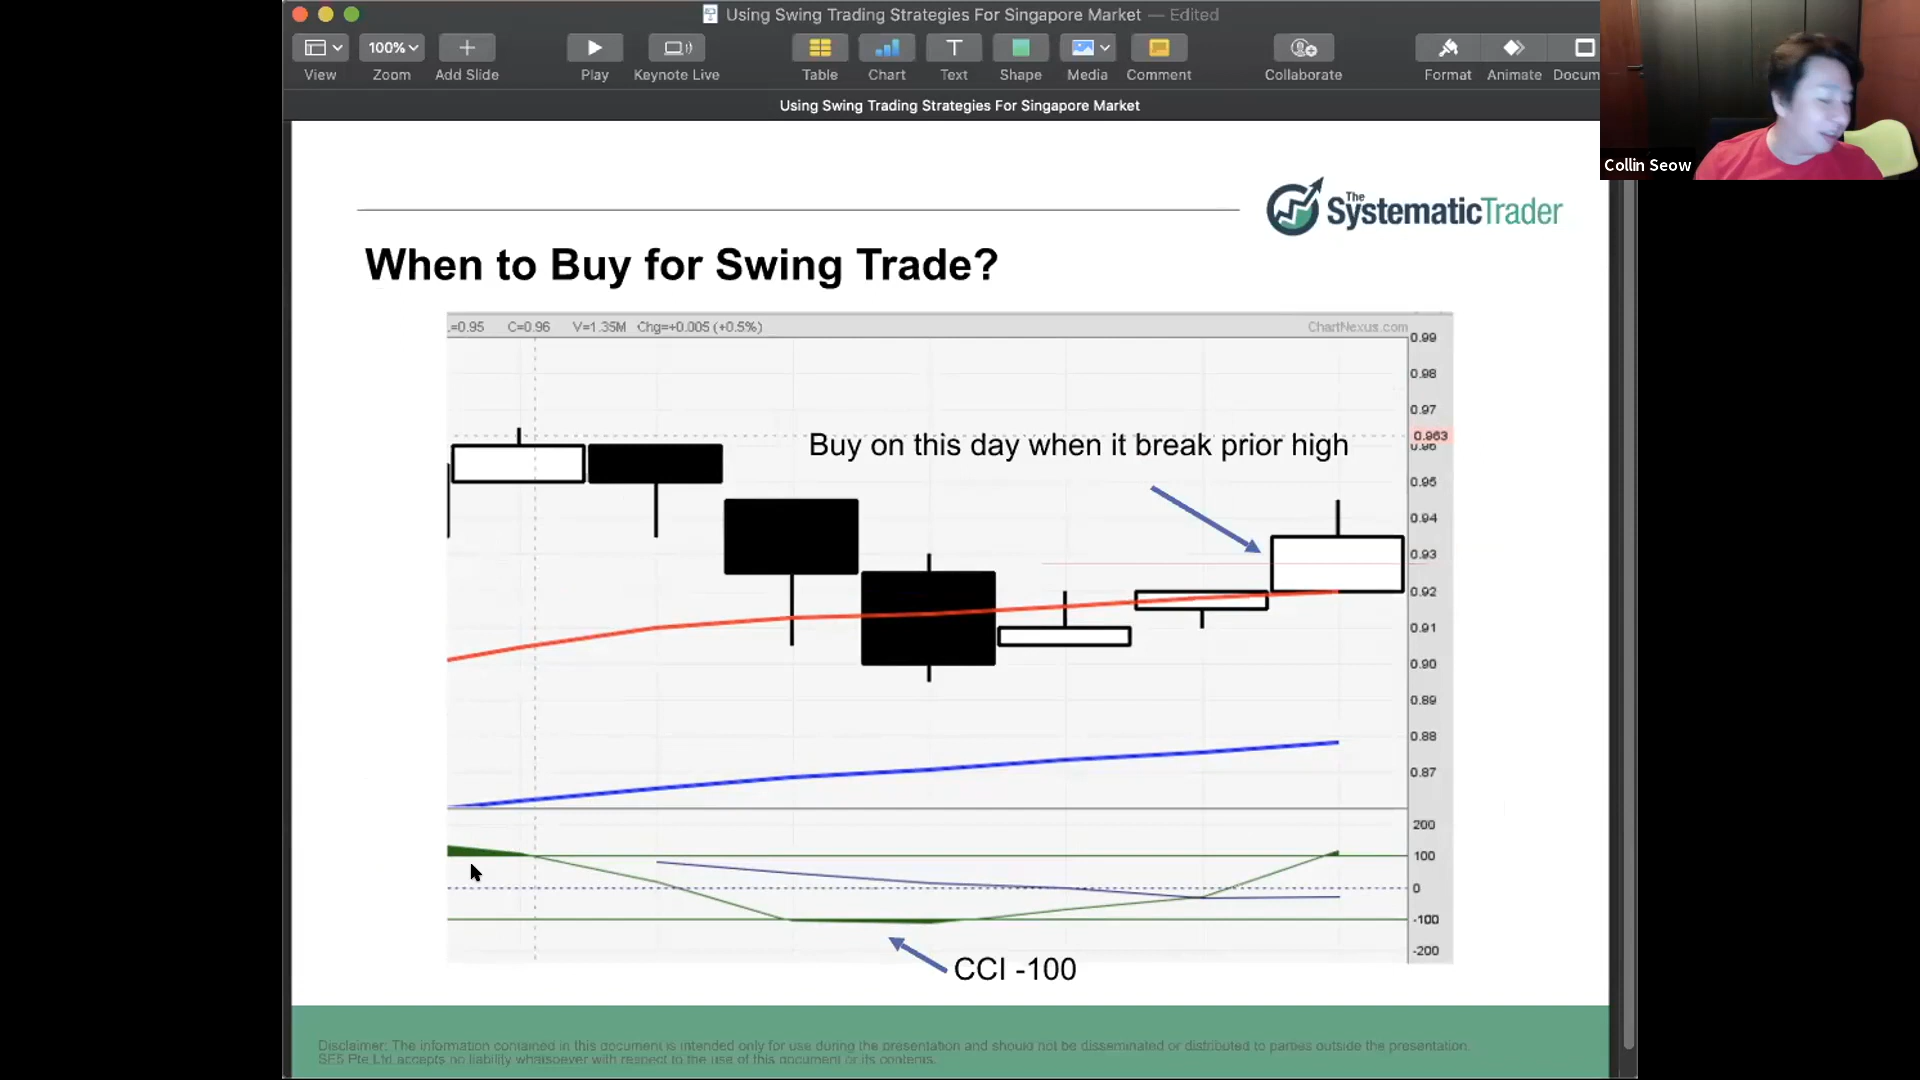 Using Swing Trading Strategies For Singapore Market — Edited
100%
View Zoom Add Slide Play Keynote Live Table Chart Text Shape Media Comment Collaborate Format Animate Docum
Using Swing Trading Strategies For Singapore Market
Collin Seow
The SystematicTrader
When to Buy for Swing Trade?
.=0.95 C=0.96 V=1.35M Chg=+0.005 (+0.5%) ChartNexus.com
0.99
0.98
0.97
Buy on this day when it break prior high
0.963
0.96
0.95
0.94
0.93
0.92
0.91
0.90
0.89
0.88
0.87
200
100
0
-100
-200
CCI -100
Disclaimer: The information contained in this document is intended only for use during the presentation and should not be disseminated or distributed to parties outside the presentation.
SE5 Pte Ltd accepts no liability whatsoever with respect to the use of this document or its contents.